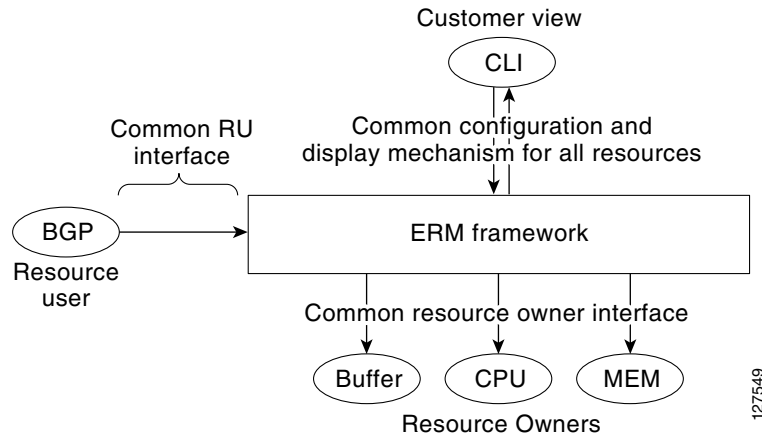 Customer view
CLI
Common RU
interface
Common configuration and
display mechanism for all resources
BGP
Resource
user
ERM framework
Common resource owner interface
Buffer
CPU
MEM
Resource Owners
127549